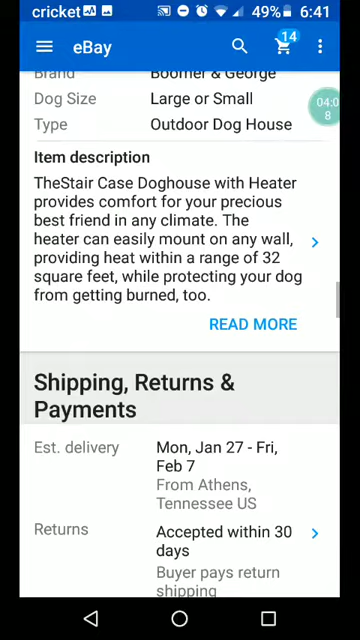 cricket 49% 6:41
eBay 14
Brand Boomer & George
04:0
8
Dog Size Large or Small
Type Outdoor Dog House
Item description
TheStair Case Doghouse with Heater
provides comfort for your precious
best friend in any climate. The
heater can easily mount on any wall,
providing heat within a range of 32
square feet, while protecting your dog
from getting burned, too.
READ MORE
Shipping, Returns &
Payments
Est. delivery Mon, Jan 27 - Fri,
Feb 7
From Athens,
Tennessee US
Returns Accepted within 30
days
Buyer pays return
shipping